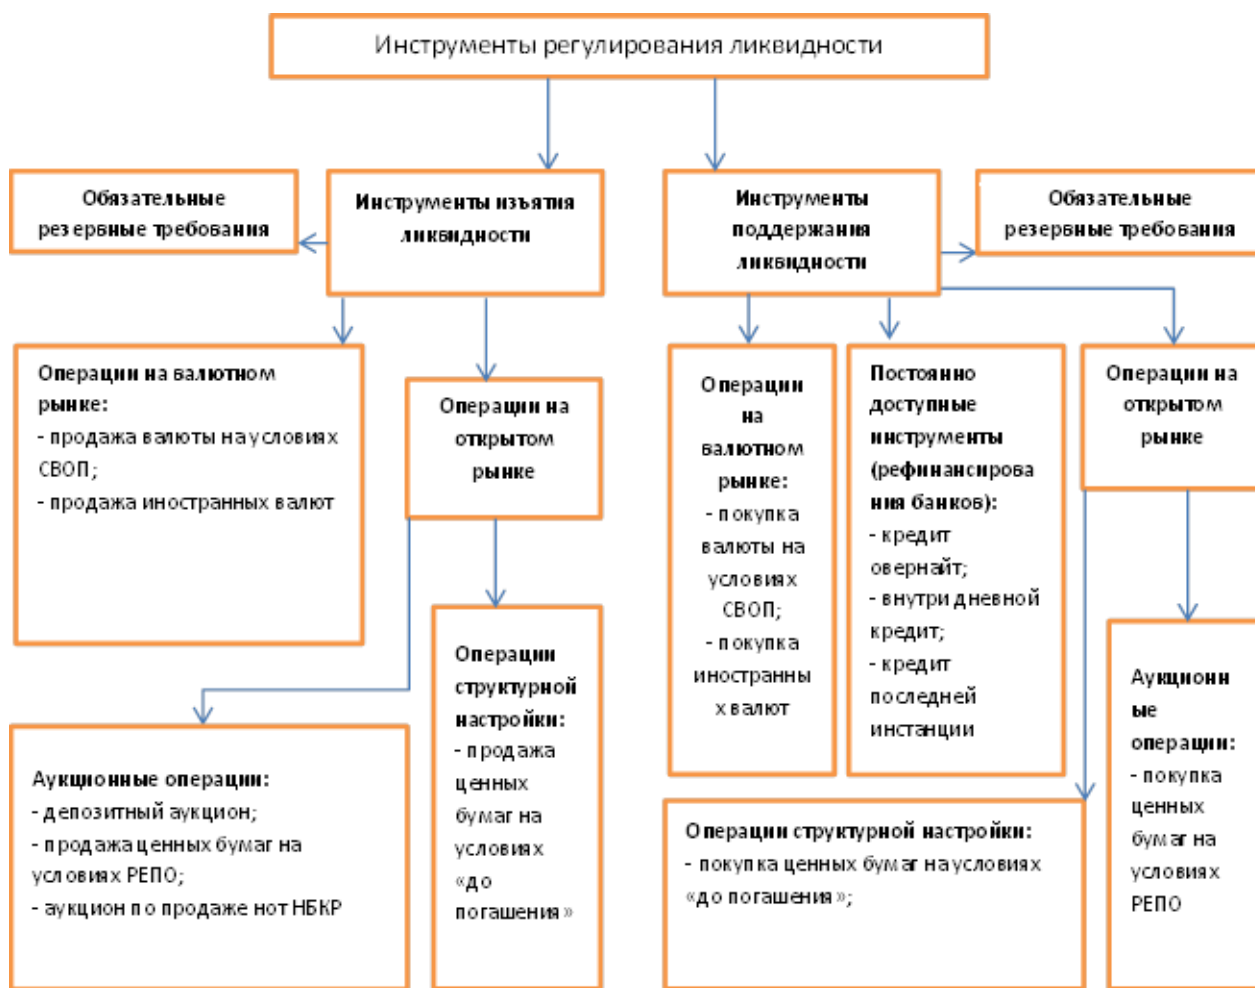 Инструменты регулирования ликвидности
Обязательные
резервные требования
Инструменты изъятия
ликвидности
Инструменты
поддержания
ликвидности
Обязательные
резервные требования
Операции на валютном
рынке:
- продажа валюты на условиях
СВОП;
- продажа иностранных валют
Операции на
открытом
рынке
Операции
на
валютном
рынке:
- покупка
валюты на
условиях
СВОП;
- покупка
иностранны
х валют
Постоянно
доступные
инструменты
(рефинансирова
ния банков):
- кредит
овернайт;
- внутри дневной
кредит;
- кредит
последней
инстанции
Операции на
открытом
рынке
Аукционные операции:
- депозитный аукцион;
- продажа ценных бумаг на
условиях РЕПО;
- аукцион по продаже нот НБКР
Операции
структурной
настройки:
- продажа
ценных
бумаг на
условиях
«до
погашения»
Операции структурной настройки:
- покупка ценных бумаг на условиях
«до погашения»;
Аукционн
ые
операции:
- покупка
ценных
бумаг на
условиях
РЕПО